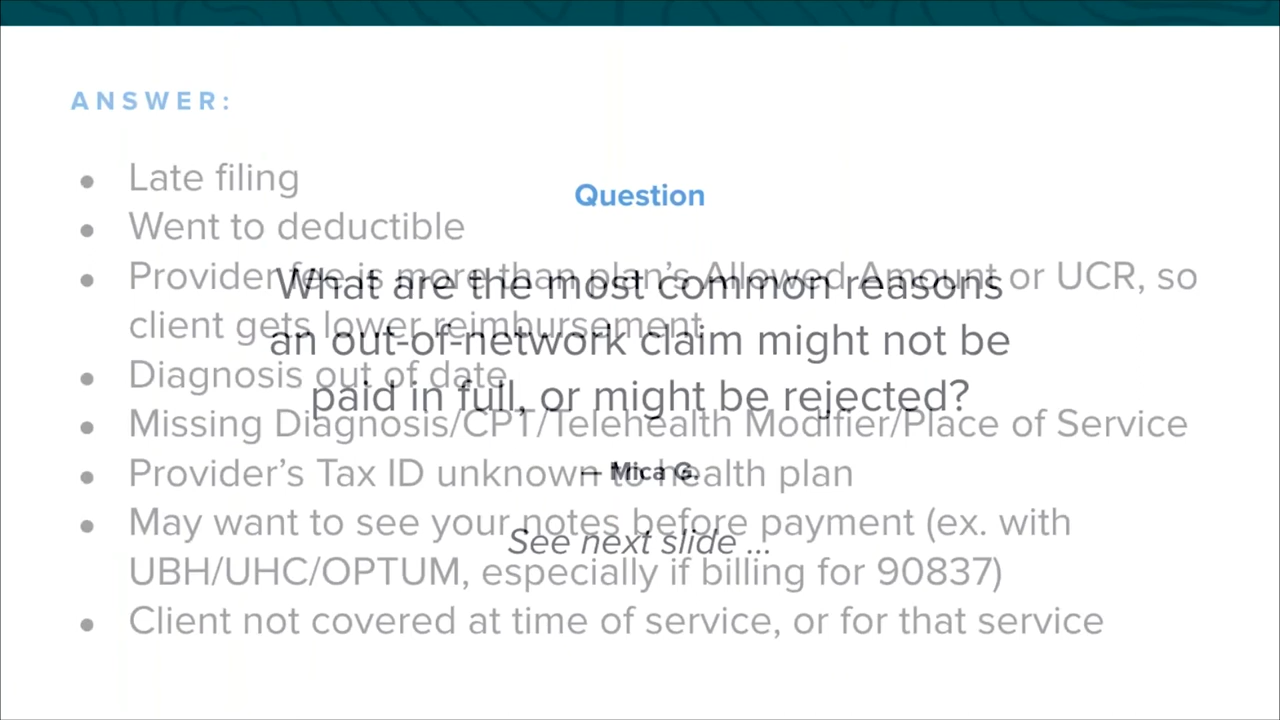 Question
What are the most common reasons
an out-of-network claim might not be
paid in full, or might be rejected?
— Mica G.
See next slide ...
ANSWER:
• Late filing
• Went to deductible
• Provider fee is more than plan's Allowed Amount or UCR, so
client gets lower reimbursement
• Diagnosis out of date
• Missing Diagnosis/CPT/Telehealth Modifier/Place of Service
• Provider's Tax ID unknown to health plan
• May want to see your notes before payment (ex. with
UBH/UHC/OPTUM, especially if billing for 90837)
• Client not covered at time of service, or for that service